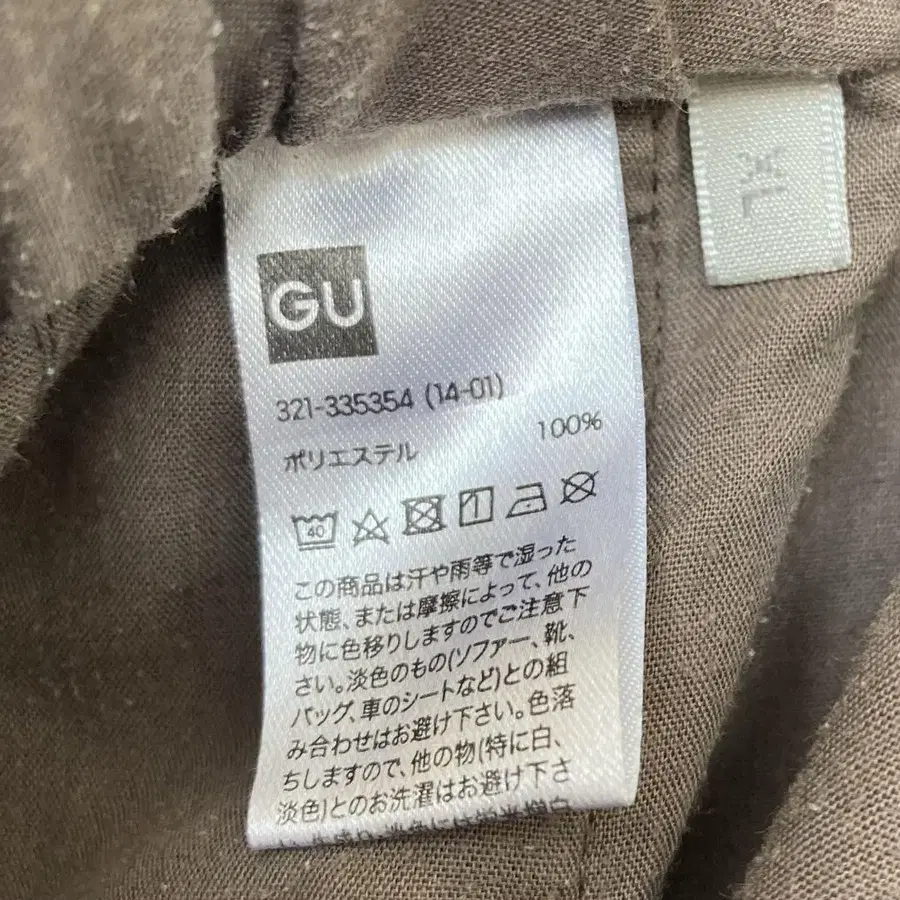 XL
GU
321-335354 (14-01)
ポリエステル 100%
40
この商品は汗や雨等で湿った
状態、または摩擦によって、他の
物に色移りしますのでご注意下
さい。淡色のもの(ソファー、靴、
バッグ、車のシートなど)との組
み合わせはお避け下さい。色落
ちしますので、他の物(特に白、
淡色)とのお洗濯はお避け下さ